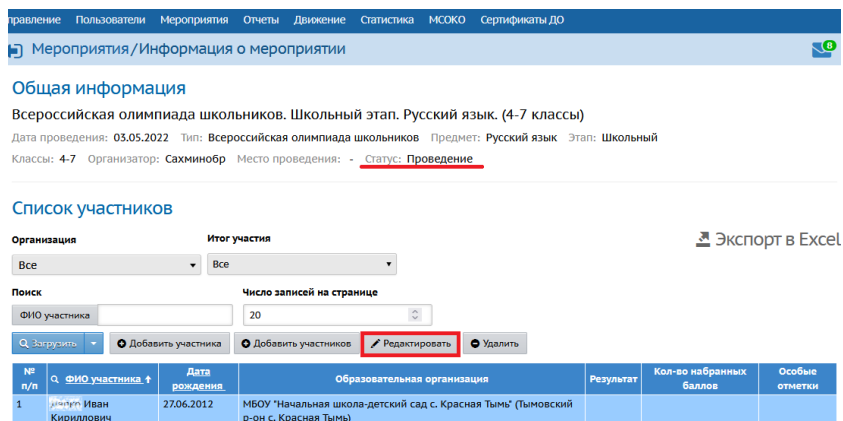 правление Пользователи Мероприятия Отчеты Движение Статистика МСОКО Сертификаты ДО
Мероприятия/Информация о мероприятии
8
Общая информация
Всероссийская олимпиада школьников. Школьный этап. Русский язык. (4-7 классы)
Дата проведения: 03.05.2022 Тип: Всероссийская олимпиада школьников Предмет: Русский язык Этап: Школьный
Классы: 4-7 Организатор: Сахминобр Место проведения: - Статус: Проведение
Список участников
Экспорт в Excel
Организация Итог участия
Все Все
Поиск Число записей на странице
ФИО участника 20
Загрузить Добавить участника Добавить участников Редактировать Удалить
№ п/п ФИО участника Дата рождения Образовательная организация Результат Кол-во набранных баллов Особые отметки
1 Иван Кириллович 27.06.2012 МБОУ "Начальная школа-детский сад с. Красная Тымь" (Тымовский р-он с. Красная Тымь)